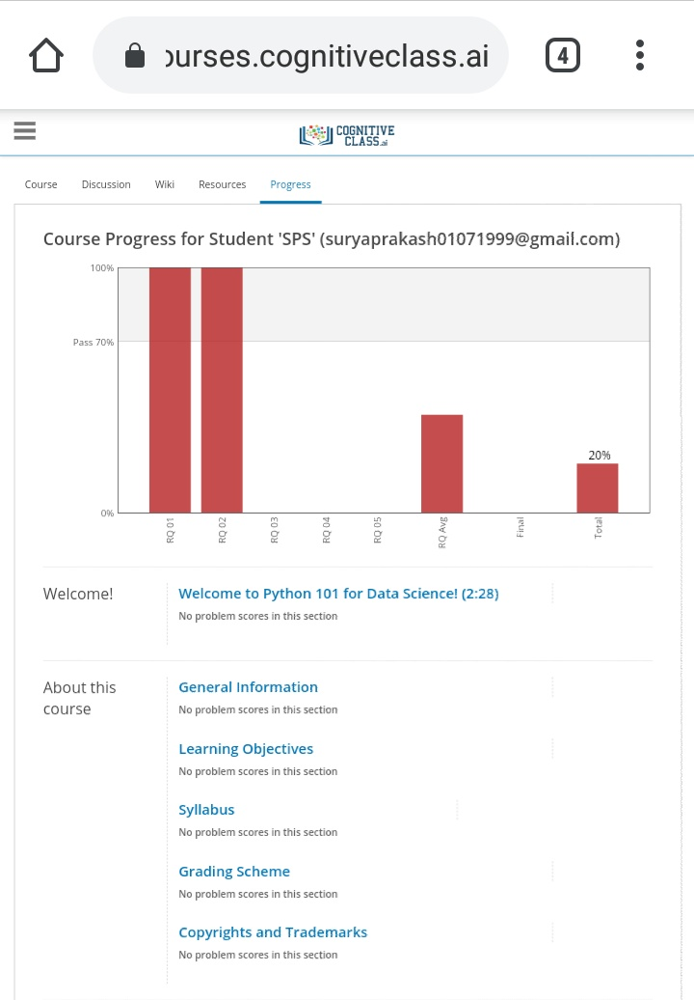 ourses.cognitiveclass.ai
4
COGNITIVE
CLASS.ai
Course Discussion Wiki Resources Progress
Course Progress for Student 'SPS' (suryaprakash01071999@gmail.com)
100%
Pass 70%
20%
0%
RQ 01 RQ 02 RQ 03 RQ 04 RQ 05 RQ Avg Final Total
Welcome!
Welcome to Python 101 for Data Science! (2:28)
No problem scores in this section
About this
course
General Information
No problem scores in this section
Learning Objectives
No problem scores in this section
Syllabus
No problem scores in this section
Grading Scheme
No problem scores in this section
Copyrights and Trademarks
No problem scores in this section